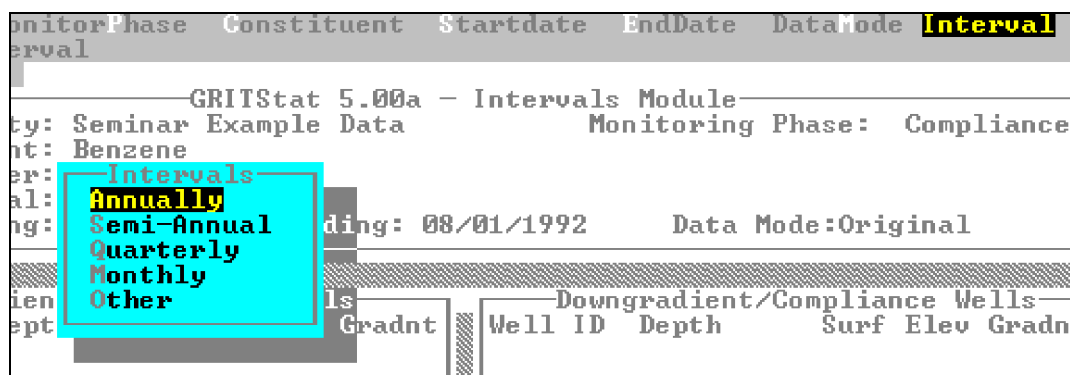 onitorPhase Constituent Startdate EndDate DataMode Interval
erval
GRITStat 5.00a — Intervals Module
ty: Seminar Example Data Monitoring Phase: Compliance
nt: Benzene
er:
al:
ng: ding: 08/01/1992 Data Mode:Original
Intervals
Annually
Semi-Annual
Quarterly
Monthly
Other
ien ls Downgradient/Compliance Wells
ept Gradnt Well ID Depth Surf Elev Gradn